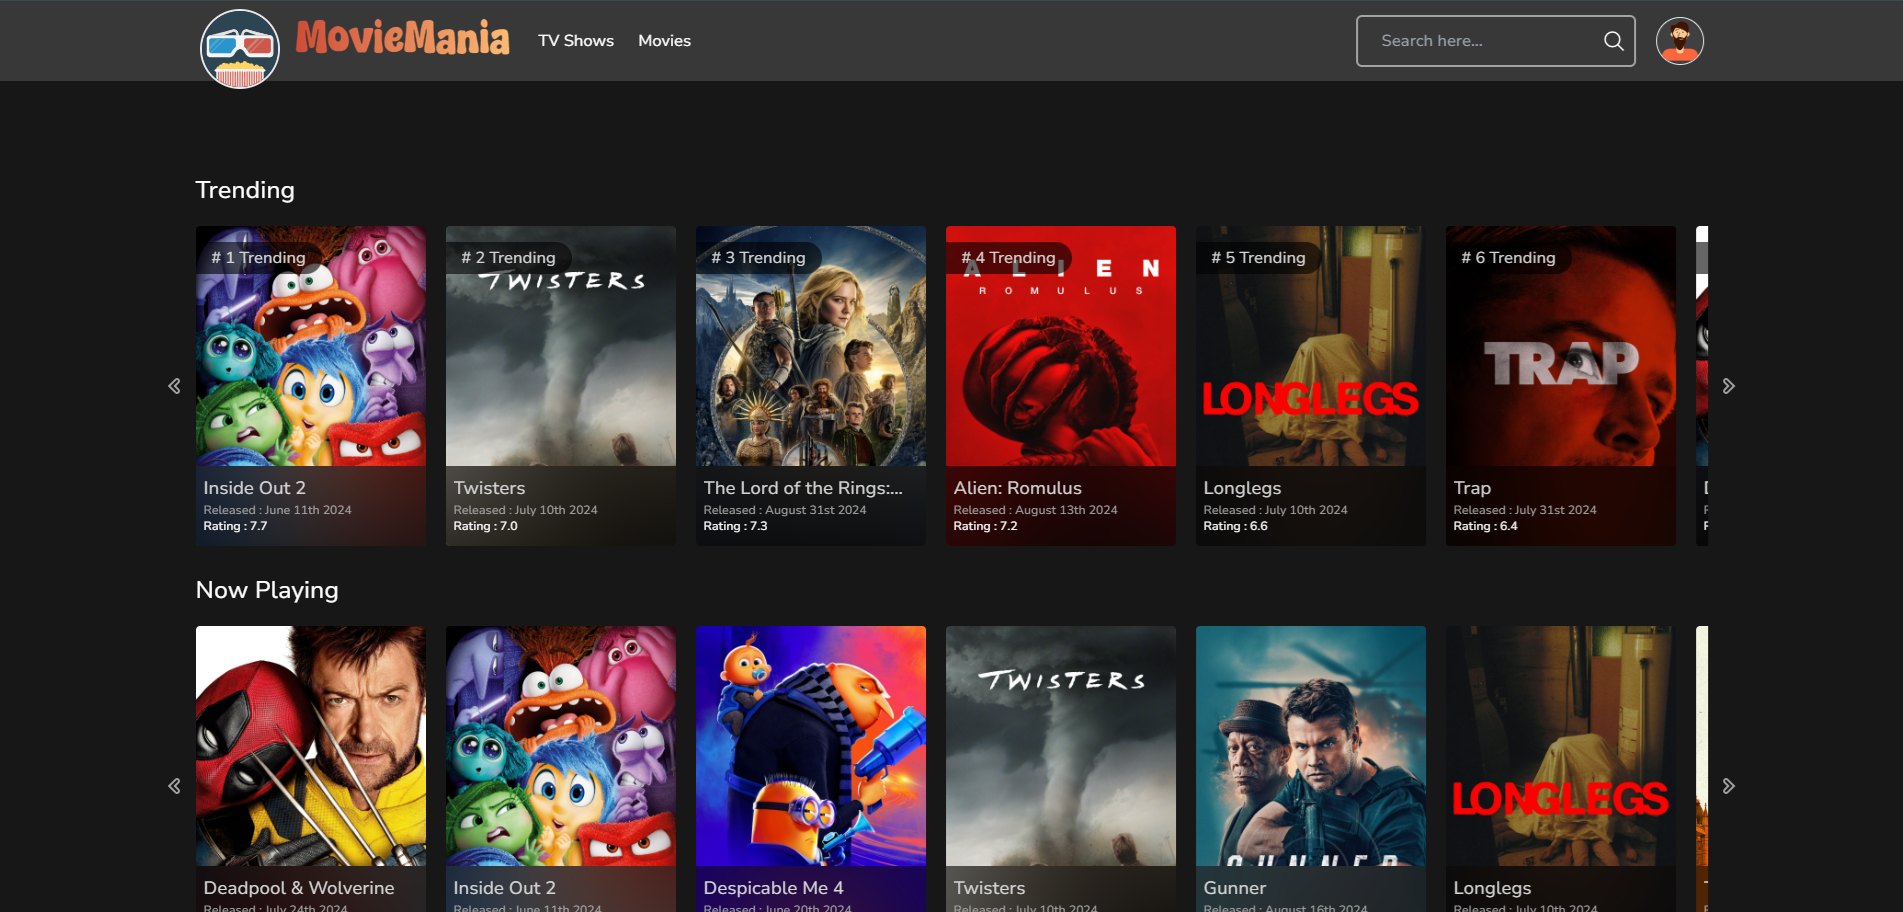 MovieMania
TV Shows
Movies
Search here...
Trending
# 1 Trending
# 2 Trending
# 3 Trending
# 4 Trending
# 5 Trending
# 6 Trending
TWISTERS
ALIEN
ROMULUS
LONGLEGS
TRAP
Inside Out 2
Released : June 11th 2024
Rating : 7.7
Twisters
Released : July 10th 2024
Rating : 7.0
The Lord of the Rings:...
Released : August 31st 2024
Rating : 7.3
Alien: Romulus
Released : August 13th 2024
Rating : 7.2
Longlegs
Released : July 10th 2024
Rating : 6.6
Trap
Released : July 31st 2024
Rating : 6.4
Now Playing
TWISTERS
GUNNER
LONGLEGS
Deadpool & Wolverine
Released : July 24th 2024
Inside Out 2
Released : June 11th 2024
Despicable Me 4
Released : June 20th 2024
Twisters
Released : July 10th 2024
Gunner
Released : August 16th 2024
Longlegs
Released : July 10th 2024